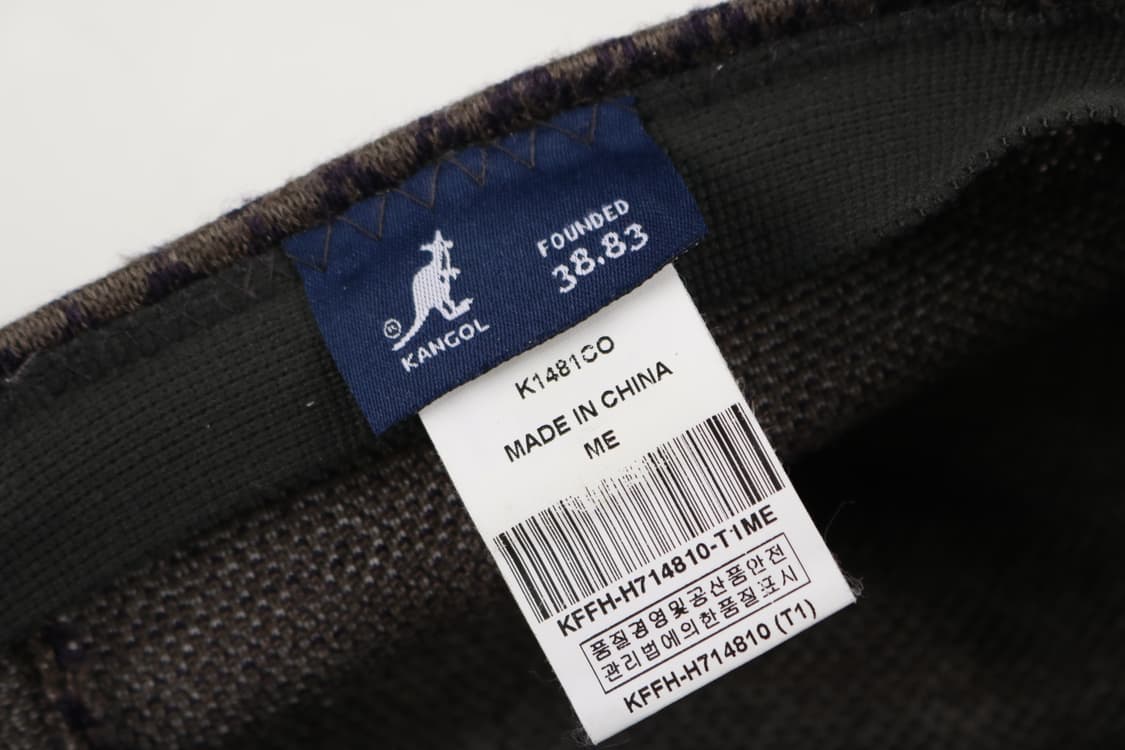 FOUNDED
38.83
®
KANGOL
K1481CO
MADE IN CHINA
ME
KFFH-H714810-T1ME
품질경영및공산품안전
관리법에의한품질표시
KFFH-H714810 (T1)